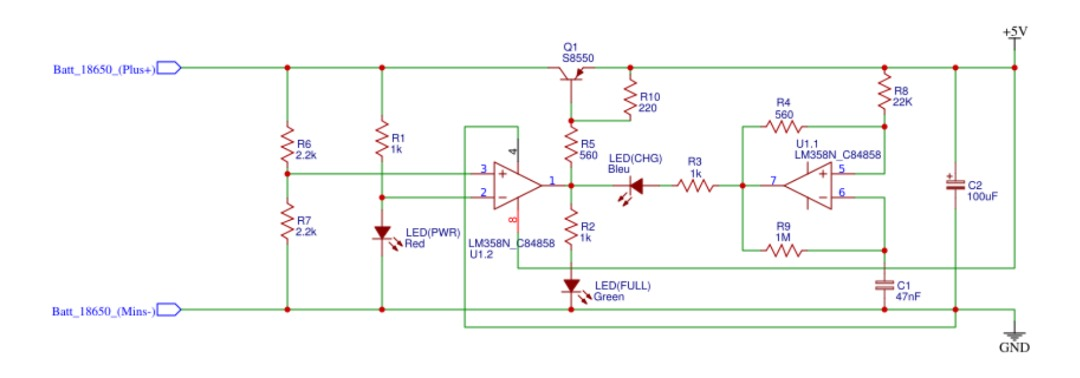 +5V
Q1
S8550
Batt_18650_(Plus+)
R10
220
R8
22K
R4
560
R6
2.2k
R1
1k
4
R5
560
U1.1
LM358N_C84858
LED(CHG)
Bleu
R3
1k
3
1
7
5
2
6
C2
100uF
+
R7
2.2k
LED(PWR)
Red
8
LM358N_C84858
U1.2
R2
1k
R9
1M
LED(FULL)
Green
C1
47nF
Batt_18650_(Mins-)
GND